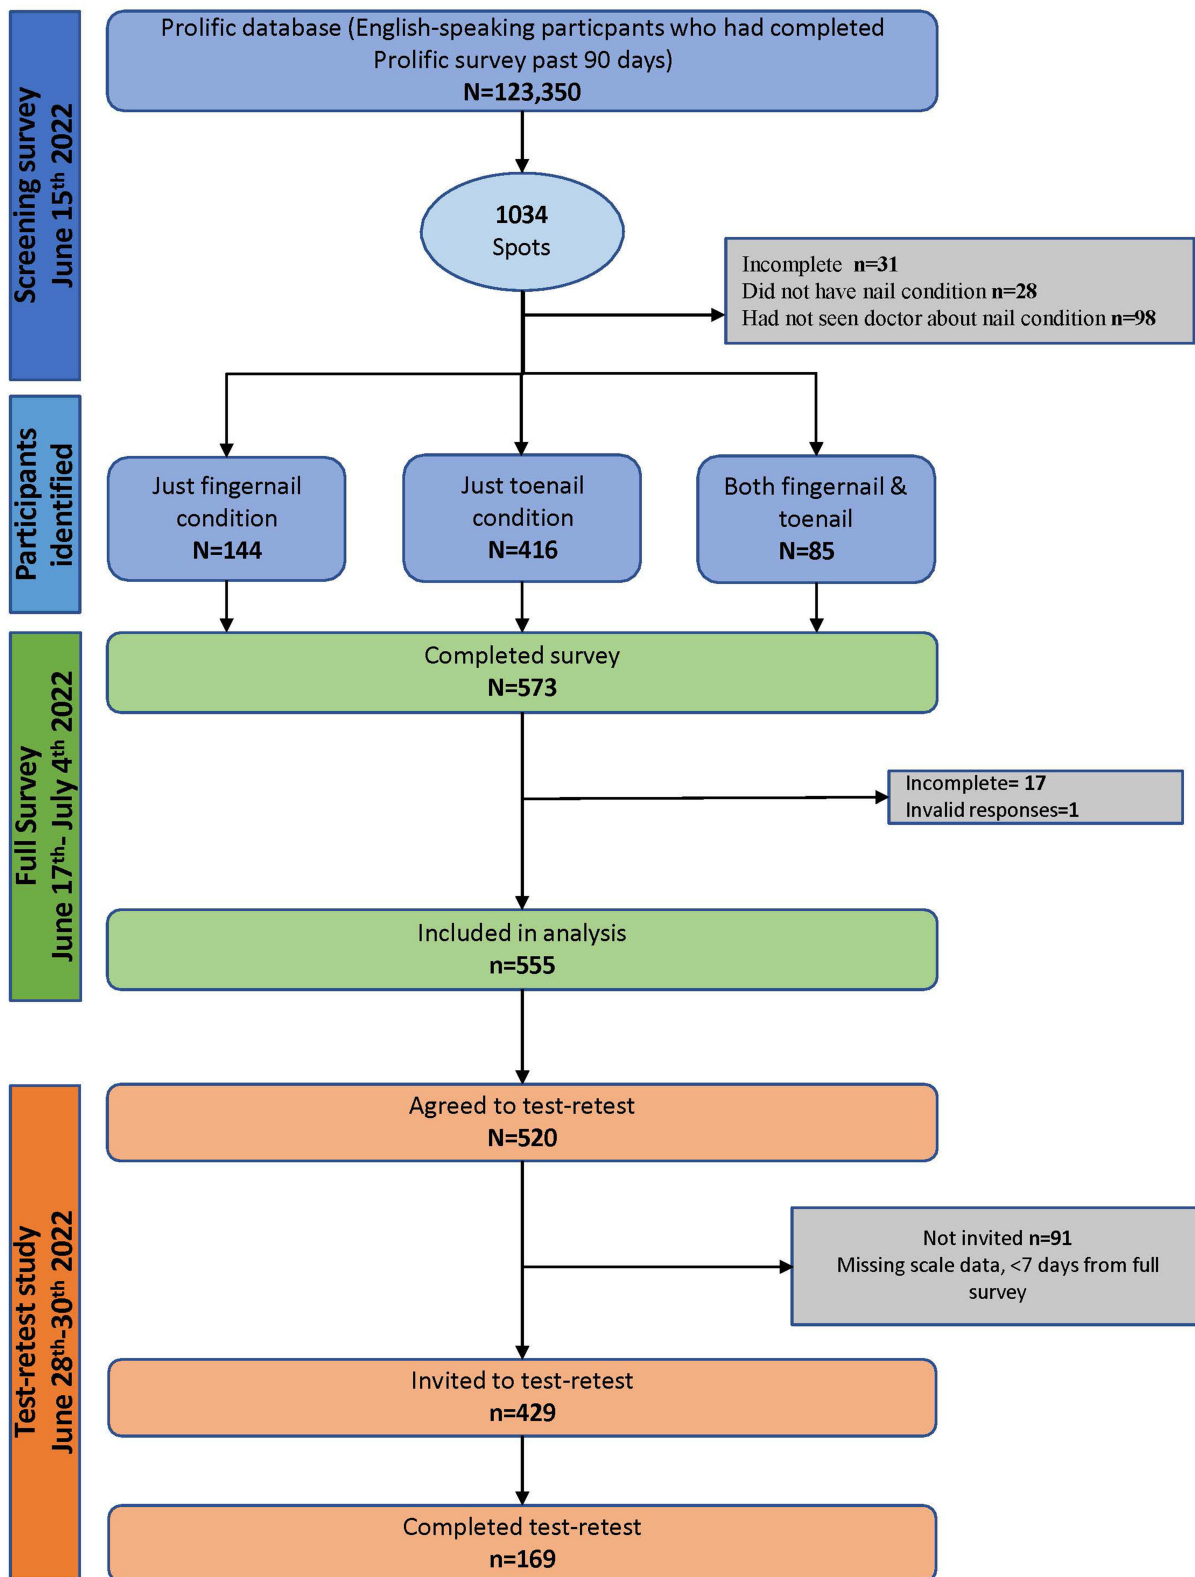 Screening survey
June 15th 2022
Prolific database (English-speaking particpants who had completed
Prolific survey past 90 days)
N=123,350
1034
Spots
Incomplete n=31
Did not have nail condition n=28
Had not seen doctor about nail condition n=98
Participants
identified
Just fingernail
condition
N=144
Just toenail
condition
N=416
Both fingernail &
toenail
N=85
Full Survey
June 17th- July 4th 2022
Completed survey
N=573
Incomplete= 17
Invalid responses=1
Included in analysis
n=555
Test-retest study
June 28th-30th 2022
Agreed to test-retest
N=520
Not invited n=91
Missing scale data, <7 days from full
survey
Invited to test-retest
n=429
Completed test-retest
n=169